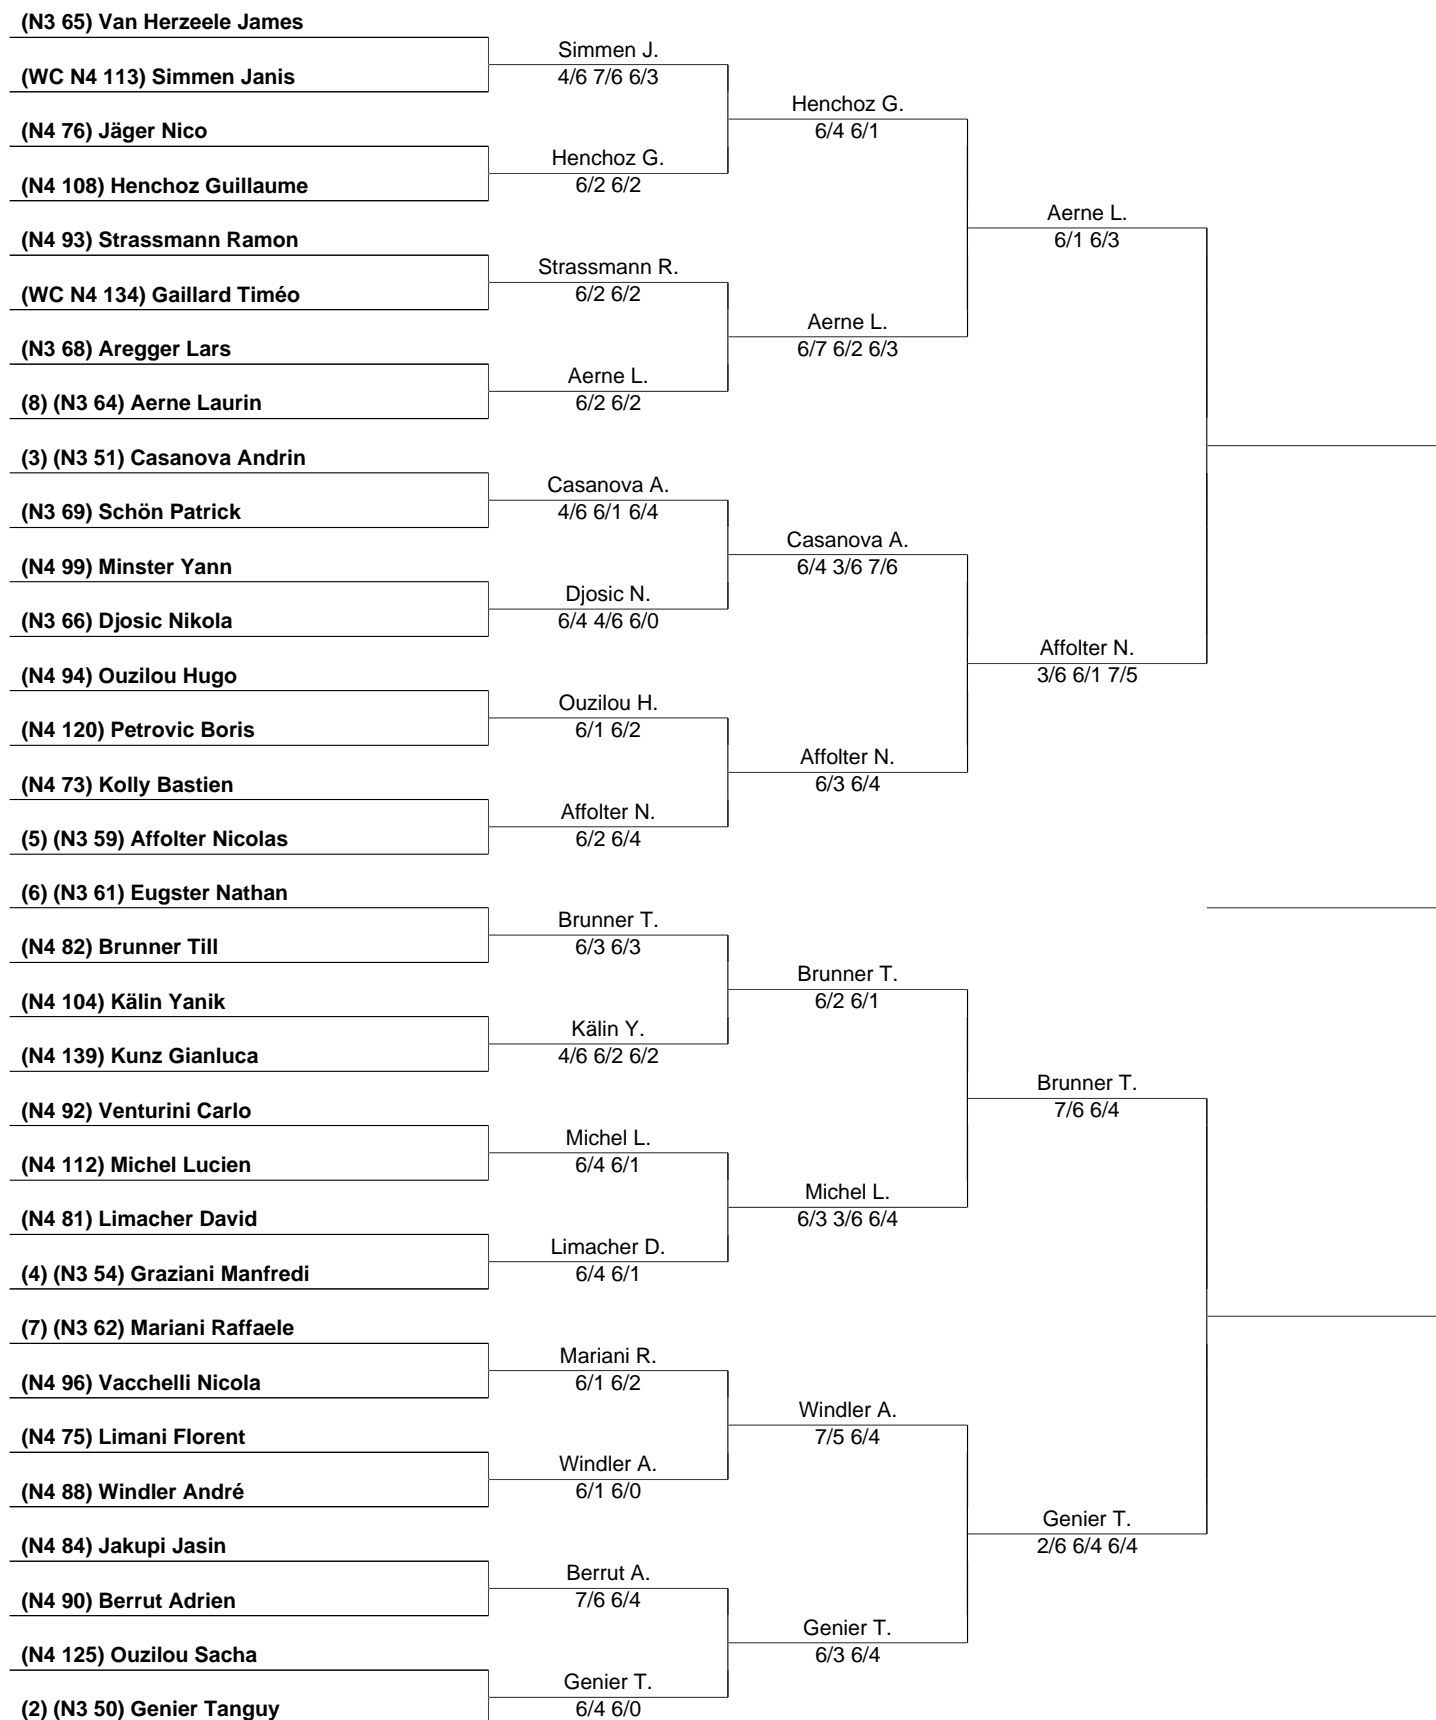 (N3 65) Van Herzeele James
Simmen J.
(WC N4 113) Simmen Janis
4/6 7/6 6/3
Henchoz G.
(N4 76) Jäger Nico
6/4 6/1
Henchoz G.
(N4 108) Henchoz Guillaume
6/2 6/2
Aerne L.
(N4 93) Strassmann Ramon
6/1 6/3
Strassmann R.
(WC N4 134) Gaillard Timéo
6/2 6/2
Aerne L.
(N3 68) Aregger Lars
6/7 6/2 6/3
Aerne L.
(8) (N3 64) Aerne Laurin
6/2 6/2
(3) (N3 51) Casanova Andrin
Casanova A.
(N3 69) Schön Patrick
4/6 6/1 6/4
Casanova A.
(N4 99) Minster Yann
6/4 3/6 7/6
Djosic N.
(N3 66) Djosic Nikola
6/4 4/6 6/0
Affolter N.
(N4 94) Ouzilou Hugo
3/6 6/1 7/5
Ouzilou H.
(N4 120) Petrovic Boris
6/1 6/2
Affolter N.
(N4 73) Kolly Bastien
6/3 6/4
Affolter N.
(5) (N3 59) Affolter Nicolas
6/2 6/4
(6) (N3 61) Eugster Nathan
Brunner T.
(N4 82) Brunner Till
6/3 6/3
Brunner T.
(N4 104) Kälin Yanik
6/2 6/1
Kälin Y.
(N4 139) Kunz Gianluca
4/6 6/2 6/2
Brunner T.
(N4 92) Venturini Carlo
7/6 6/4
Michel L.
(N4 112) Michel Lucien
6/4 6/1
Michel L.
(N4 81) Limacher David
6/3 3/6 6/4
Limacher D.
(4) (N3 54) Graziani Manfredi
6/4 6/1
(7) (N3 62) Mariani Raffaele
Mariani R.
(N4 96) Vacchelli Nicola
6/1 6/2
Windler A.
(N4 75) Limani Florent
7/5 6/4
Windler A.
(N4 88) Windler André
6/1 6/0
Genier T.
(N4 84) Jakupi Jasin
2/6 6/4 6/4
Berrut A.
(N4 90) Berrut Adrien
7/6 6/4
Genier T.
(N4 125) Ouzilou Sacha
6/3 6/4
Genier T.
(2) (N3 50) Genier Tanguy
6/4 6/0